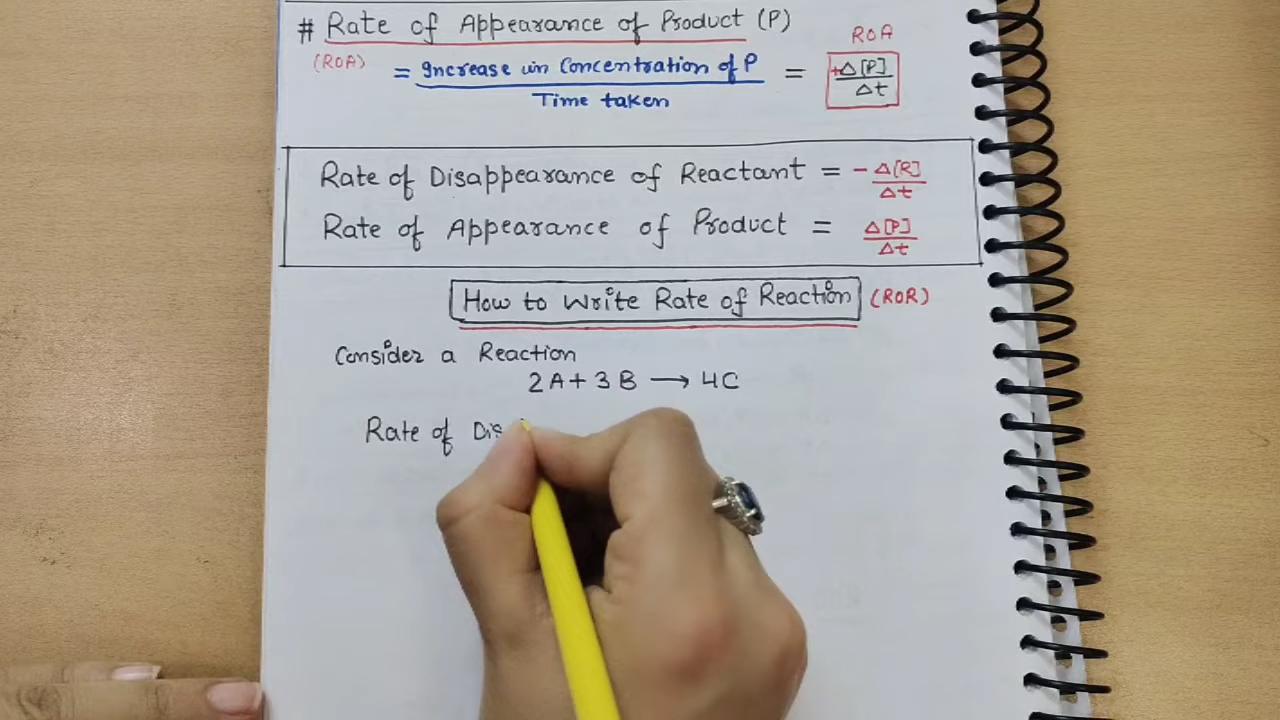 # Rate of Appearance of Product (P)
(ROA)
= Increase in Concentration of P
Time taken
=
ROA
+Δ[P]
Δt
Rate of Disappearance of Reactant = - Δ[R]
Δt
Rate of Appearance of Product = Δ[P]
Δt
How to Write Rate of Reaction (ROR)
Consider a Reaction
2A + 3B → 4C
Rate of Dis